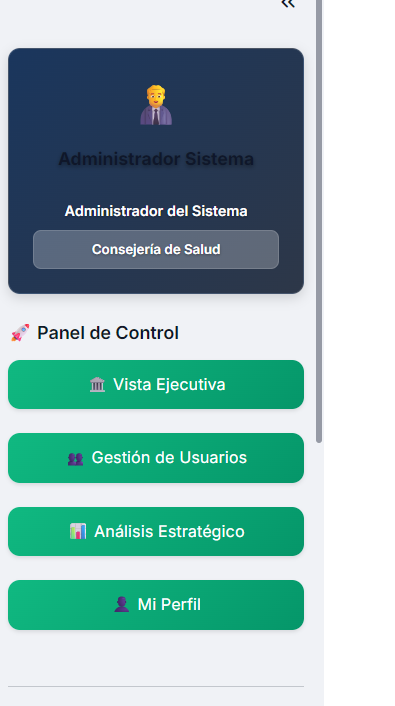 Administrador Sistema
Administrador del Sistema
Consejería de Salud
Panel de Control
Vista Ejecutiva
Gestión de Usuarios
Análisis Estratégico
Mi Perfil